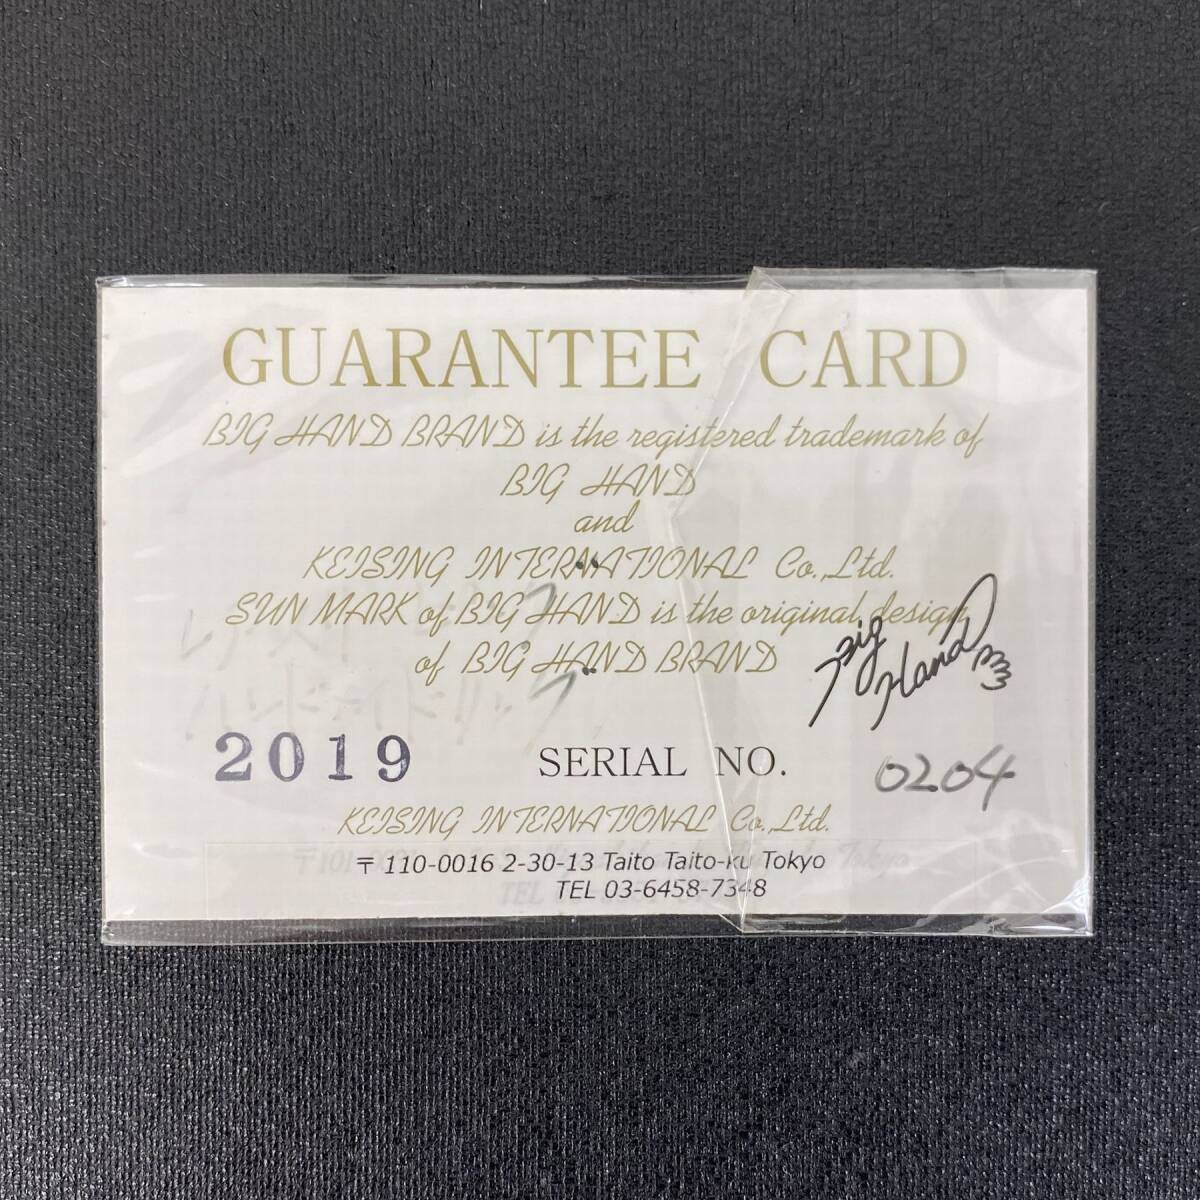 GUARANTEE CARD
BIG HAND BRAND is the registered trademark of
BIG HAND
and
KEISING INTERNATIONAL Co.,Ltd.
SUN MARK of BIG HAND is the original design
of BIG HAND BRAND
Big
Hand
2019 SERIAL NO. 0204
KEISING INTERNATIONAL Co.,Ltd.
〒110-0016 2-30-13 Taito Taito-ku Tokyo
TEL 03-6458-7348